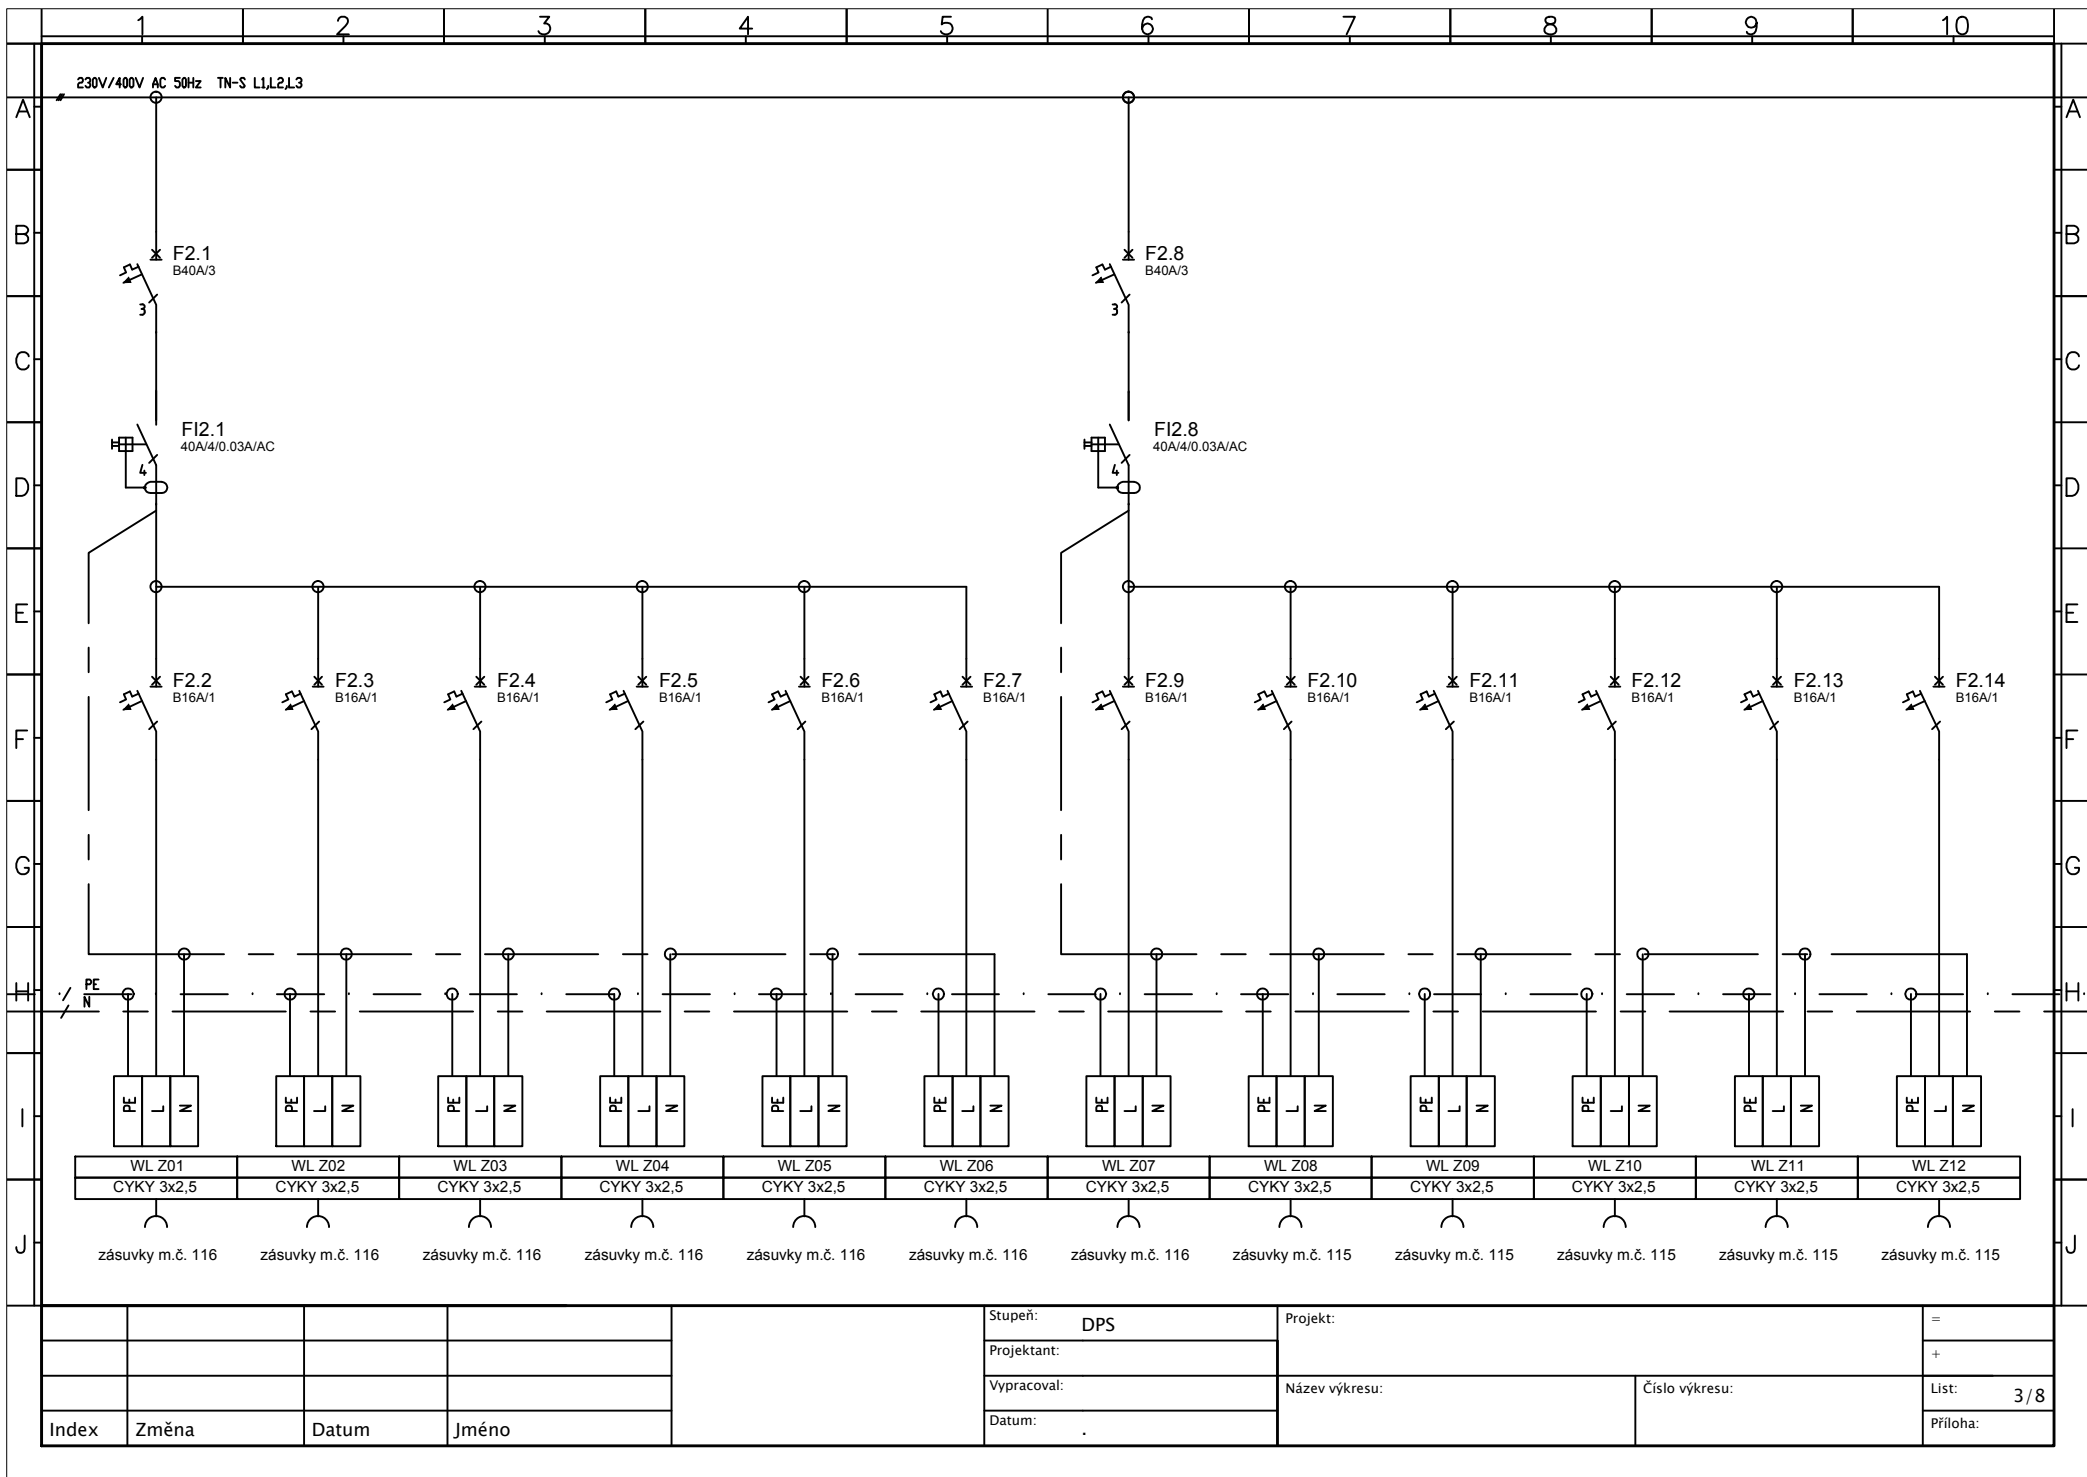 1 2 3 4 5 6 7 8 9 10
230V/400V AC 50Hz TN-S L1,L2,L3
A A
B B
F2.1 F2.8
B40A/3 B40A/3
3 3
C C
FI2.1 FI2.8
40A/4/0.03A/AC 40A/4/0.03A/AC
4 4
D D
E E
F2.2 F2.3 F2.4 F2.5 F2.6 F2.7 F2.9 F2.10 F2.11 F2.12 F2.13 F2.14
B16A/1 B16A/1 B16A/1 B16A/1 B16A/1 B16A/1 B16A/1 B16A/1 B16A/1 B16A/1 B16A/1 B16A/1
F F
G G
PE
H H
N
PE L N PE L N PE L N PE L N PE L N PE L N PE L N PE L N PE L N PE L N PE L N PE L N
I I
WL Z01 WL Z02 WL Z03 WL Z04 WL Z05 WL Z06 WL Z07 WL Z08 WL Z09 WL Z10 WL Z11 WL Z12
CYKY 3x2,5 CYKY 3x2,5 CYKY 3x2,5 CYKY 3x2,5 CYKY 3x2,5 CYKY 3x2,5 CYKY 3x2,5 CYKY 3x2,5 CYKY 3x2,5 CYKY 3x2,5 CYKY 3x2,5 CYKY 3x2,5
J J
zásuvky m.č. 116 zásuvky m.č. 116 zásuvky m.č. 116 zásuvky m.č. 116 zásuvky m.č. 116 zásuvky m.č. 116 zásuvky m.č. 116 zásuvky m.č. 115 zásuvky m.č. 115 zásuvky m.č. 115 zásuvky m.č. 115 zásuvky m.č. 115
Stupeň: DPS Projekt: =
Projektant: +
Vypracoval: Název výkresu: Číslo výkresu: List: 3/8
Datum: . Příloha:
Index Změna Datum Jméno